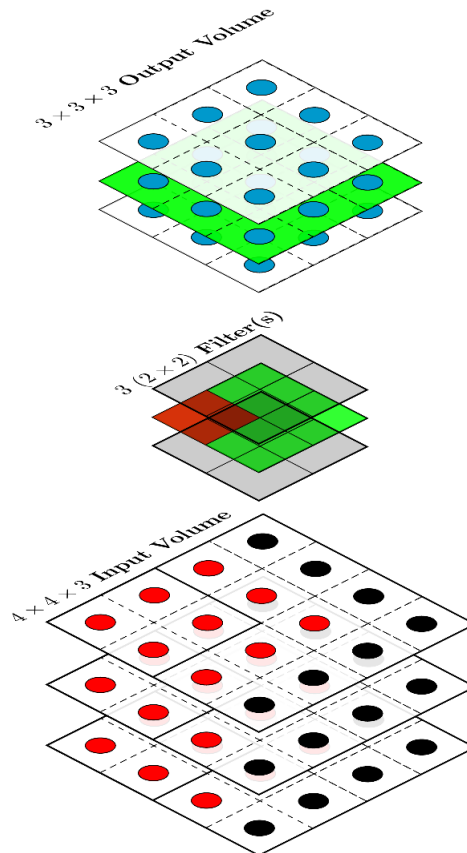 3 × 3 × 3 Output Volume
3 (2 × 2) Filter(s)
4 × 4 × 3 Input Volume